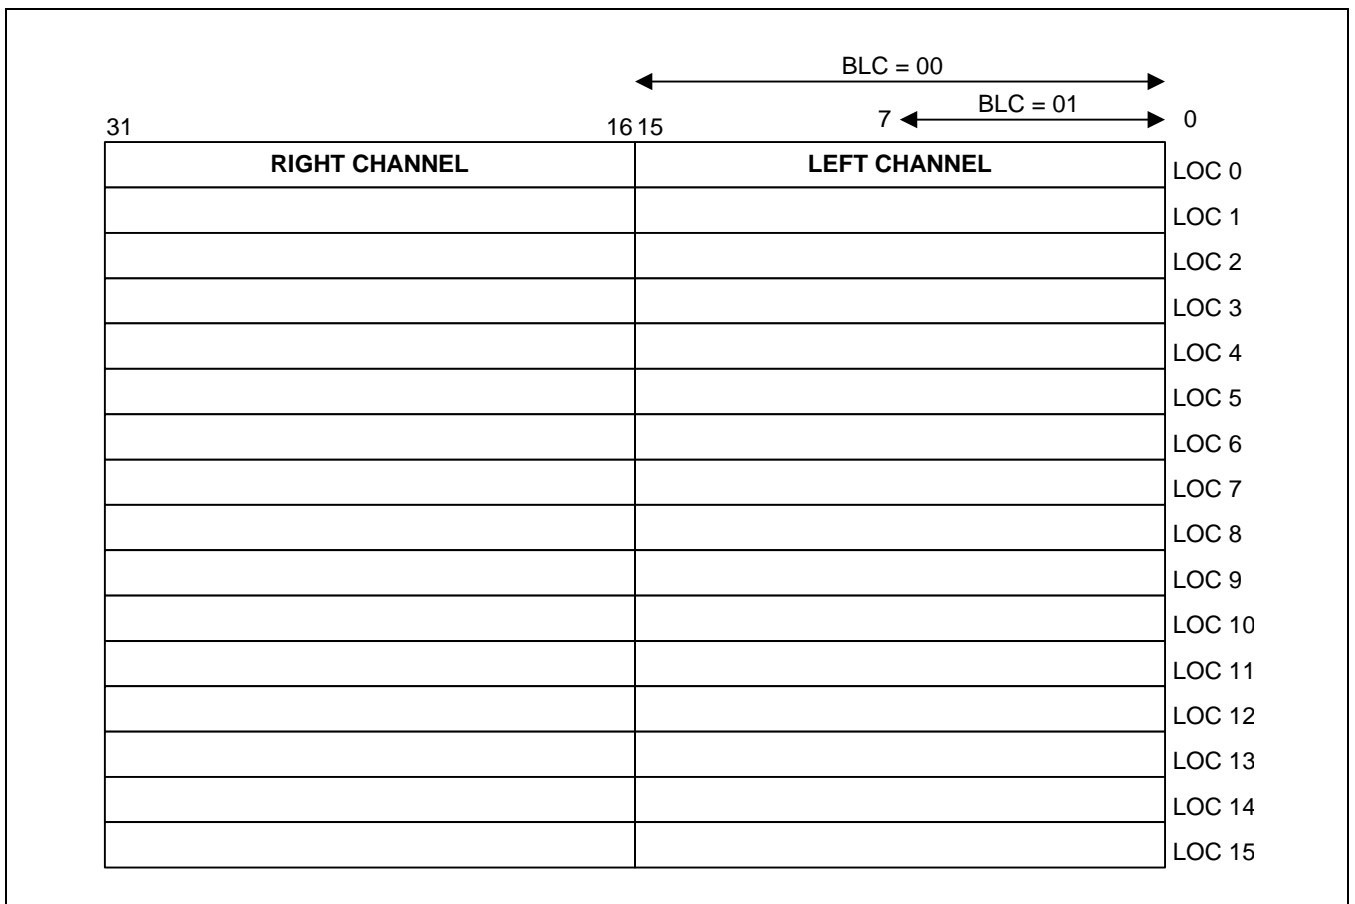 BLC = 00
BLC = 01
31 16 15 7 0
RIGHT CHANNEL LEFT CHANNEL LOC 0
LOC 1
LOC 2
LOC 3
LOC 4
LOC 5
LOC 6
LOC 7
LOC 8
LOC 9
LOC 10
LOC 11
LOC 12
LOC 13
LOC 14
LOC 15